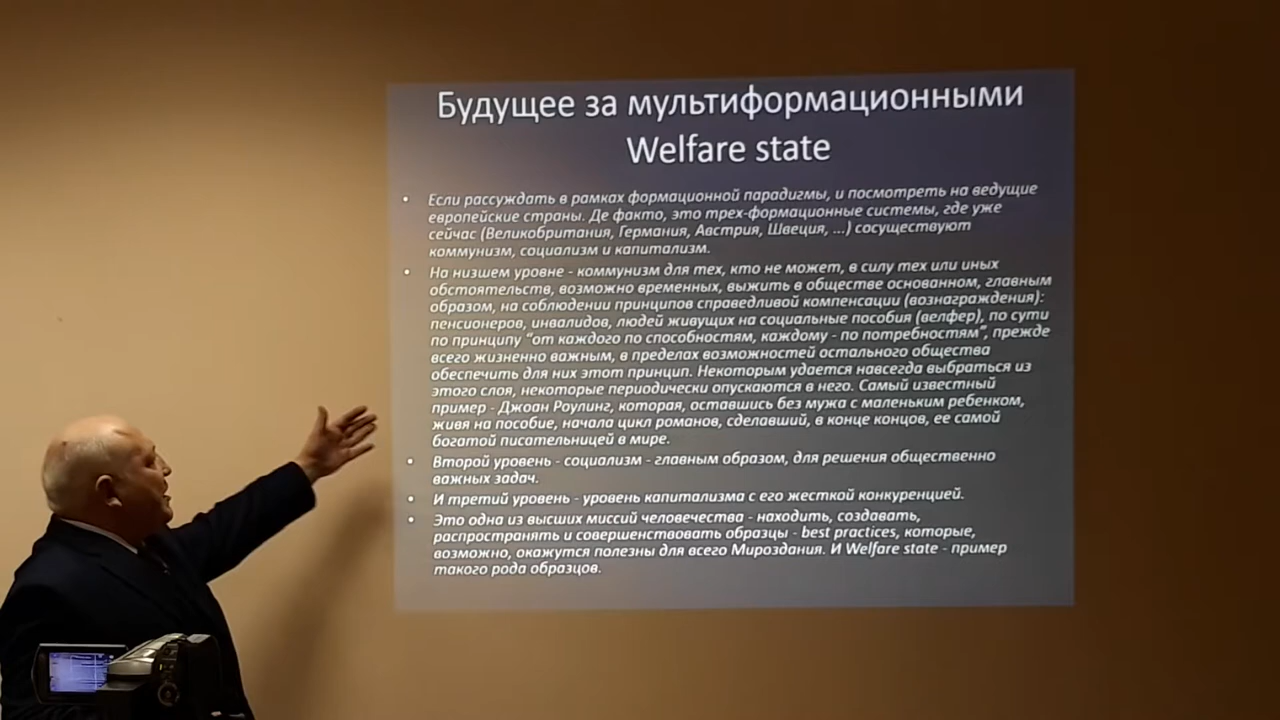 Будущее за мультиформационными
Welfare state
• Если рассуждать в рамках формационной парадигмы, и посмотреть на ведущие
европейские страны. Де факто, это трех-формационные системы, где уже
сейчас (Великобритания, Германия, Австрия, Швеция, ...) сосуществуют
коммунизм, социализм и капитализм.
• На низшем уровне - коммунизм для тех, кто не может, в силу тех или иных
обстоятельств, возможно временных, выжить в обществе основанном, главным
образом, на соблюдении принципов справедливой компенсации (вознаграждения):
пенсионеров, инвалидов, людей живущих на социальные пособия (велфер), по сути
по принципу “от каждого по способностям, каждому - по потребностям”, прежде
всего жизненно важным, в пределах возможностей остального общества
обеспечить для них этот принцип. Некоторым удается навсегда выбраться из
этого слоя, некоторые периодически опускаются в него. Самый известный
пример - Джоан Роулинг, которая, оставшись без мужа с маленьким ребенком,
живя на пособие, начала цикл романов, сделавший, в конце концов, ее самой
богатой писательницей в мире.
• Второй уровень - социализм - главным образом, для решения общественно
важных задач.
• И третий уровень - уровень капитализма с его жесткой конкуренцией.
• Это одна из высших миссий человечества - находить, создавать,
распространять и совершенствовать образцы - best practices, которые,
возможно, окажутся полезны для всего Мироздания. И Welfare state - пример
такого рода образцов.